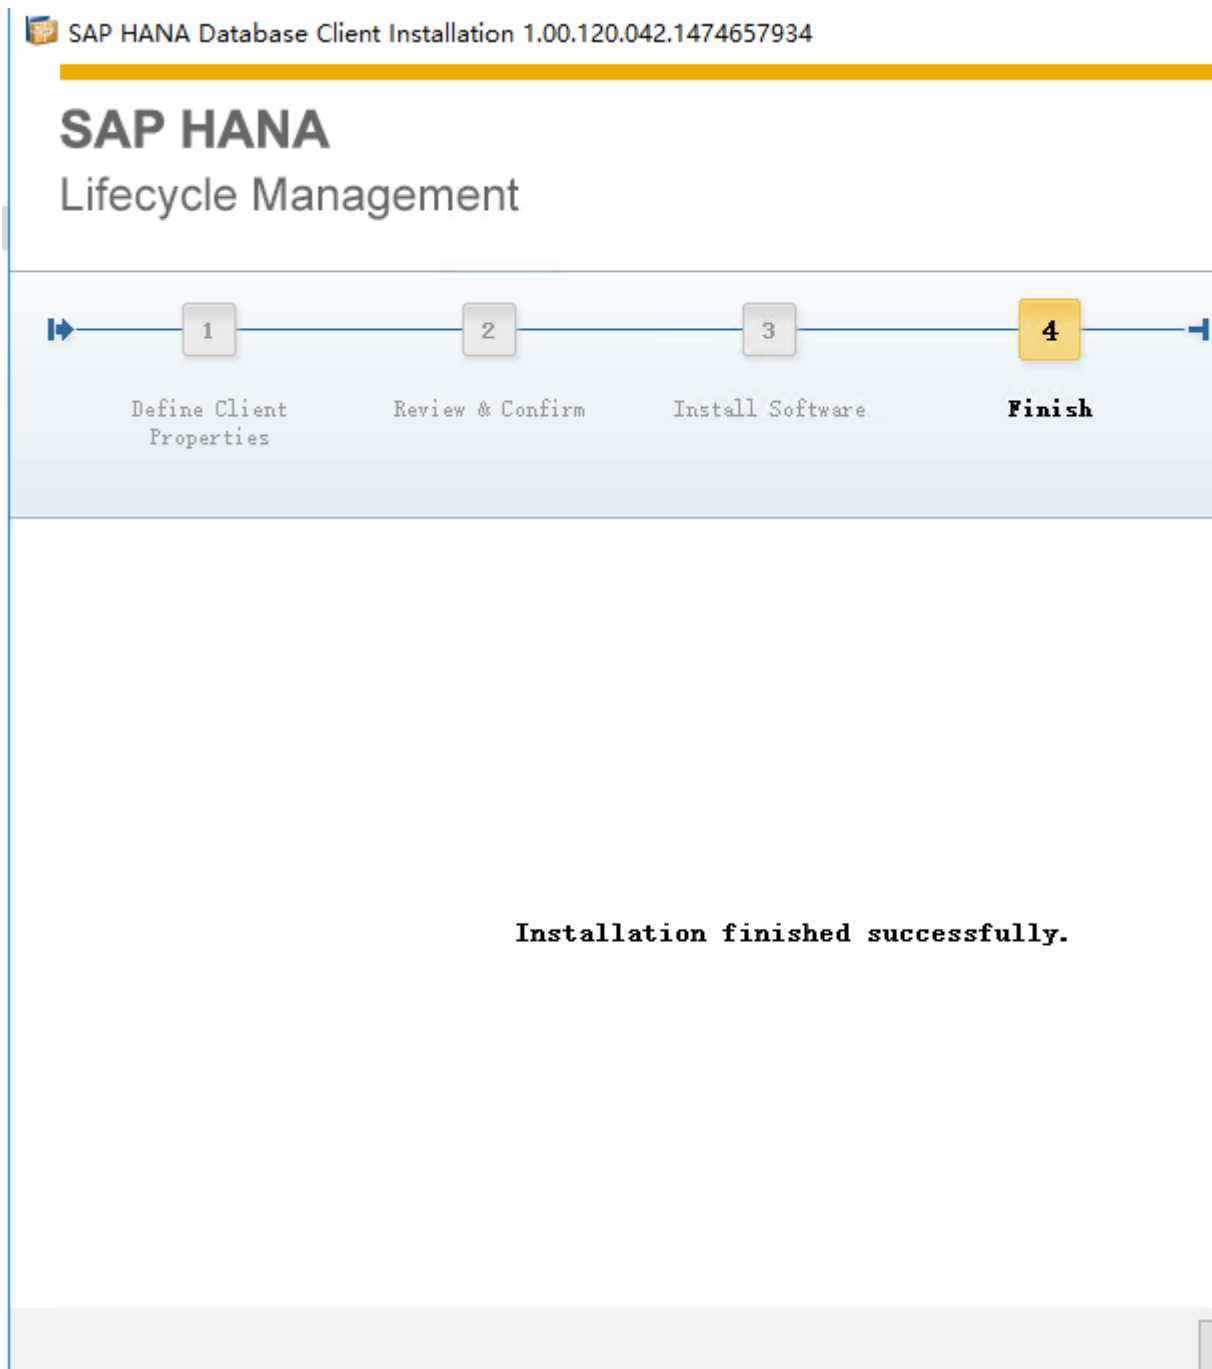 SAP HANA Database Client Installation 1.00.120.042.1474657934
SAP HANA
Lifecycle Management
1
2
3
4
Define Client
Properties
Review & Confirm
Install Software
Finish
Installation finished successfully.